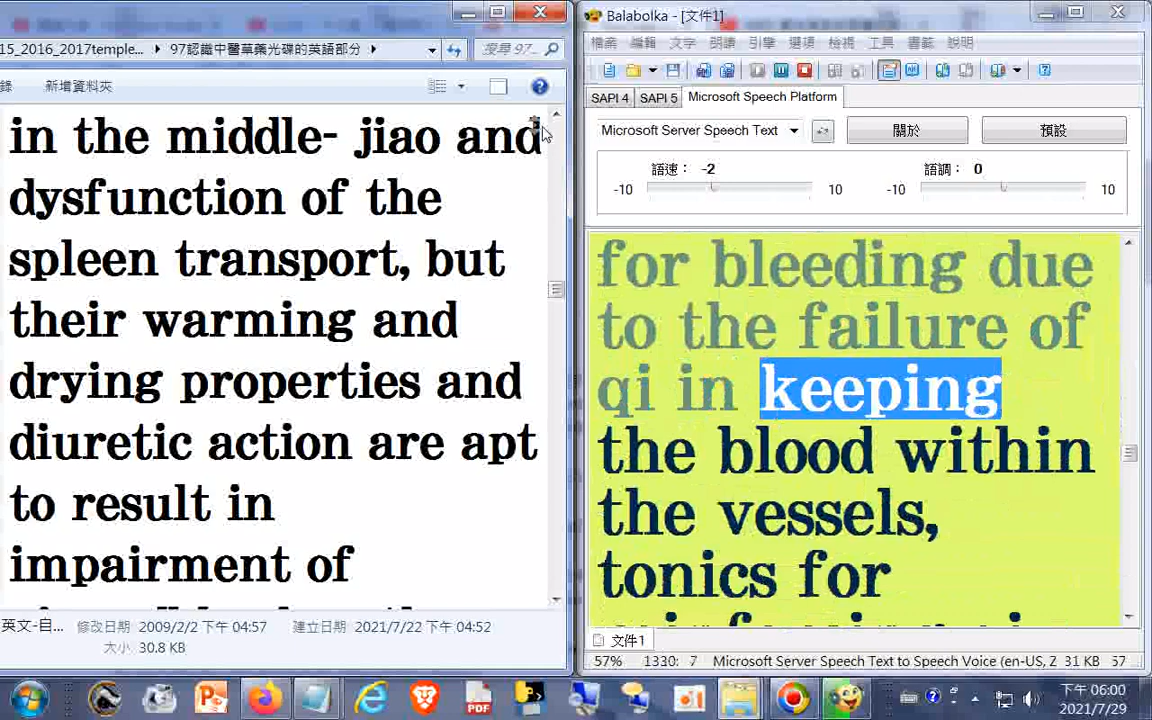 15_2016_2017temple...
97認識中醫草藥光碟的英語部分
搜尋 97...
錄
新增資料夾
in the middle- jiao and
dysfunction of the
spleen transport, but
their warming and
drying properties and
diuretic action are apt
to result in
impairment of
英文-自...
修改日期 2009/2/2 下午 04:57
建立日期 2021/7/22 下午 04:52
大小 30.8 KB
Balabolka - [文件1]
檔案
編輯
文字
朗讀
引擎
選項
檢視
工具
書籤
說明
SAPI 4
SAPI 5
Microsoft Speech Platform
Microsoft Server Speech Text
關於
預設
語速： -2
-10
10
語調： 0
-10
10
for bleeding due
to the failure of
qi in keeping
the blood within
the vessels,
tonics for
文件1
57%
1330: 7
Microsoft Server Speech Text to Speech Voice (en-US, Z
31 KB
57
PDF
下午 06:00
2021/7/29